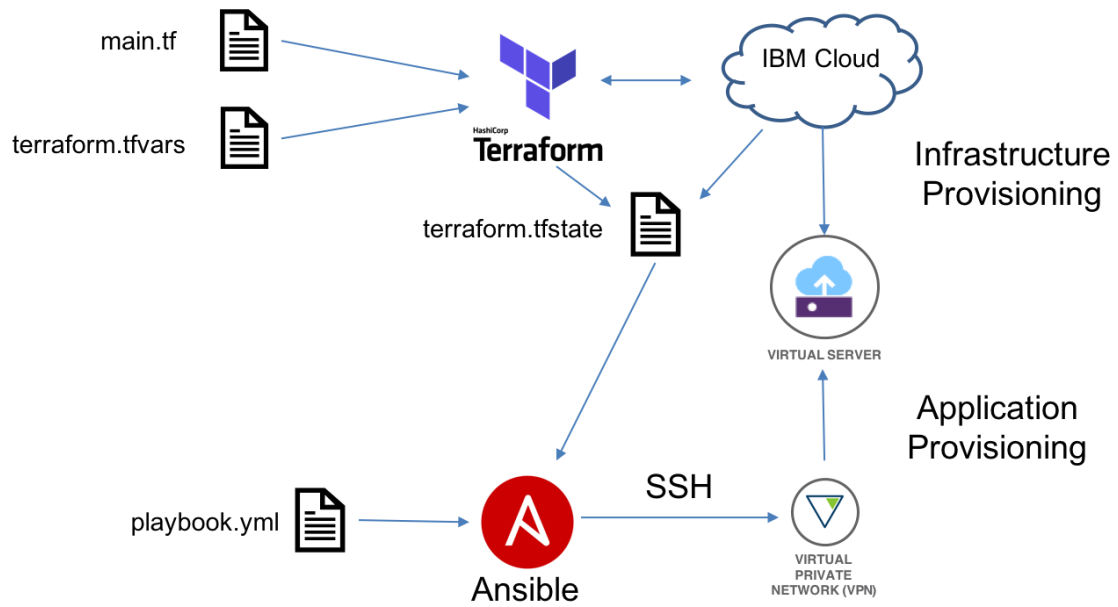 main.tf
IBM Cloud
terraform.tfvars
HashiCorp
Terraform
Infrastructure
Provisioning
terraform.tfstate
VIRTUAL SERVER
Application
Provisioning
SSH
playbook.yml
Ansible
VIRTUAL
PRIVATE
NETWORK (VPN)